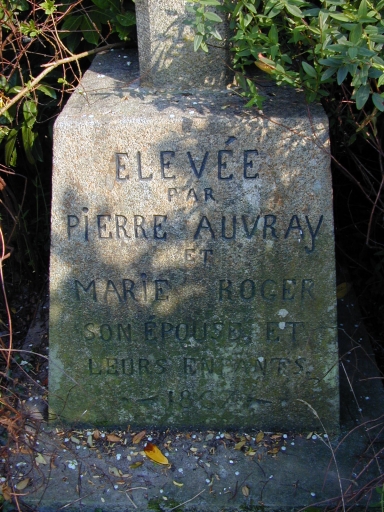 ELEVÉE
PAR
PIERRE AUVRAY
ET
MARIE ROGER
SON ÉPOUSE ET
LEURS ENFANTS